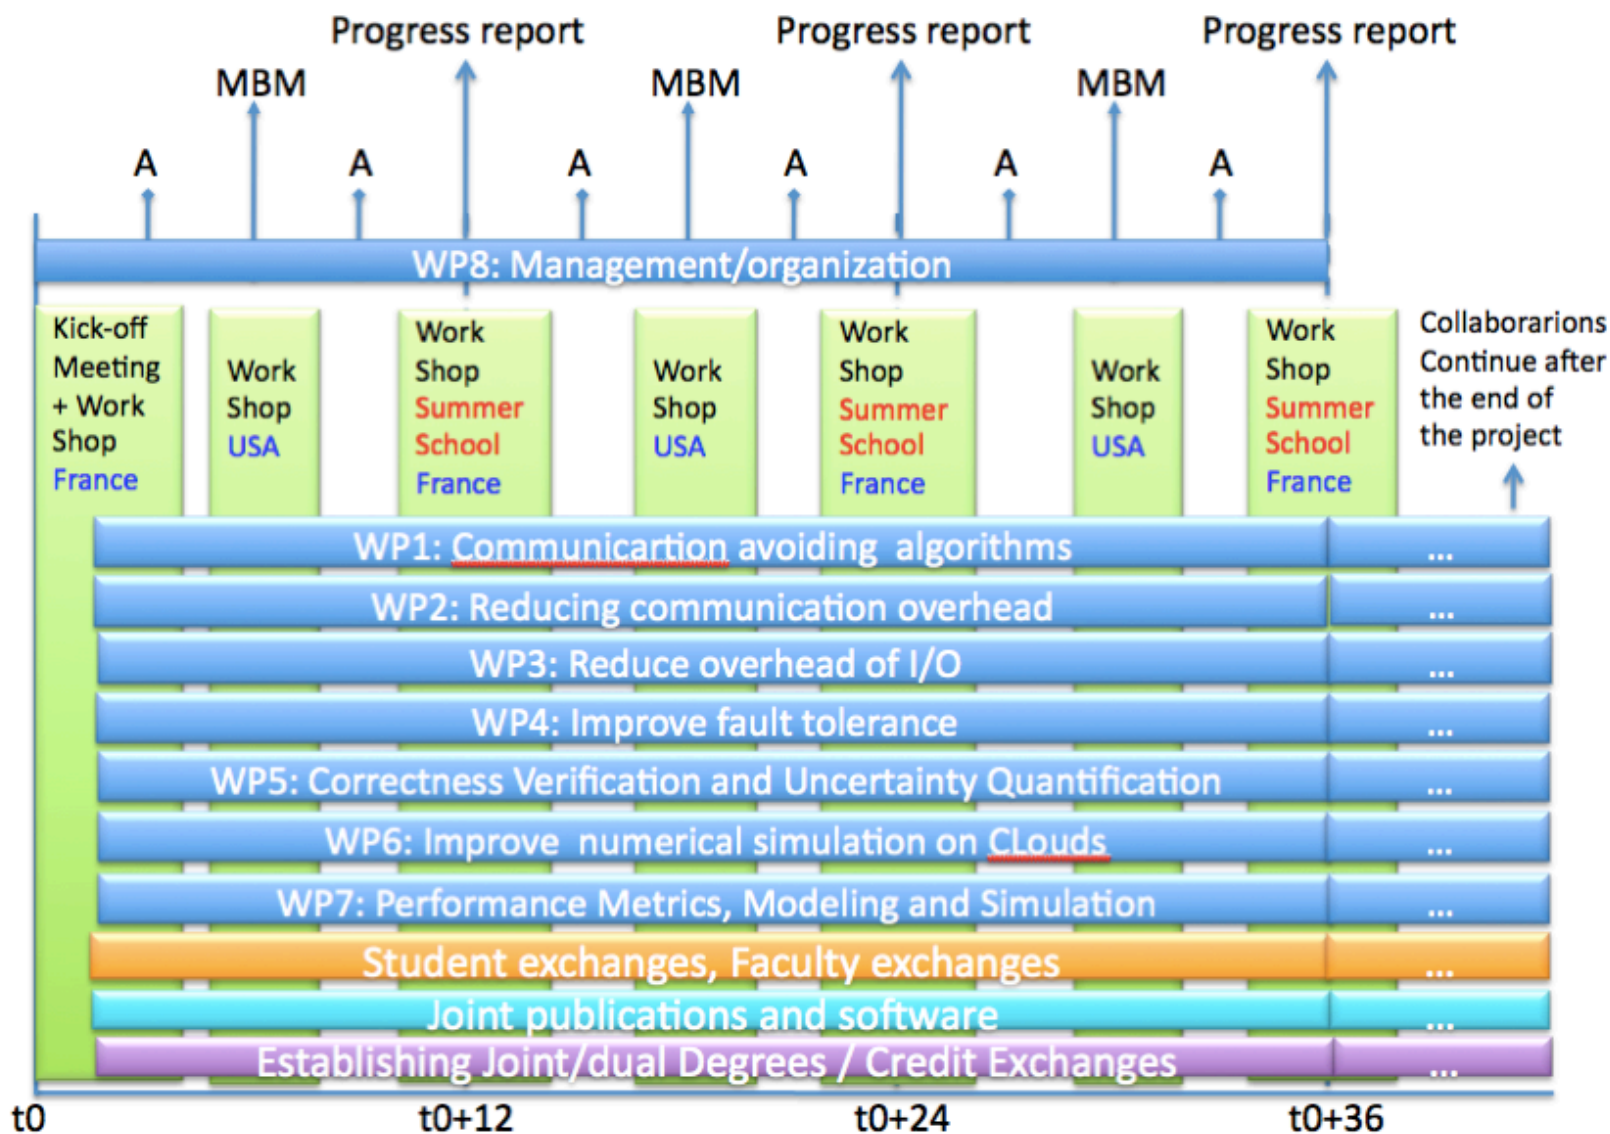 Progress report Progress report Progress report
MBM MBM MBM
A A A A A A
WP8: Management/organization
Kick-off
Meeting
+ Work
Shop
France
Work
Shop
USA
Work
Shop
Summer
School
France
Work
Shop
USA
Work
Shop
Summer
School
France
Work
Shop
USA
Work
Shop
Summer
School
France
Collaborarions
Continue after
the end of
the project
WP1: Communicartion avoiding algorithms ...
WP2: Reducing communication overhead ...
WP3: Reduce overhead of I/O ...
WP4: Improve fault tolerance ...
WP5: Correctness Verification and Uncertainty Quantification ...
WP6: Improve numerical simulation on CLouds ...
WP7: Performance Metrics, Modeling and Simulation ...
Student exchanges, Faculty exchanges ...
Joint publications and software ...
Establishing Joint/dual Degrees / Credit Exchanges ...
t0 t0+12 t0+24 t0+36